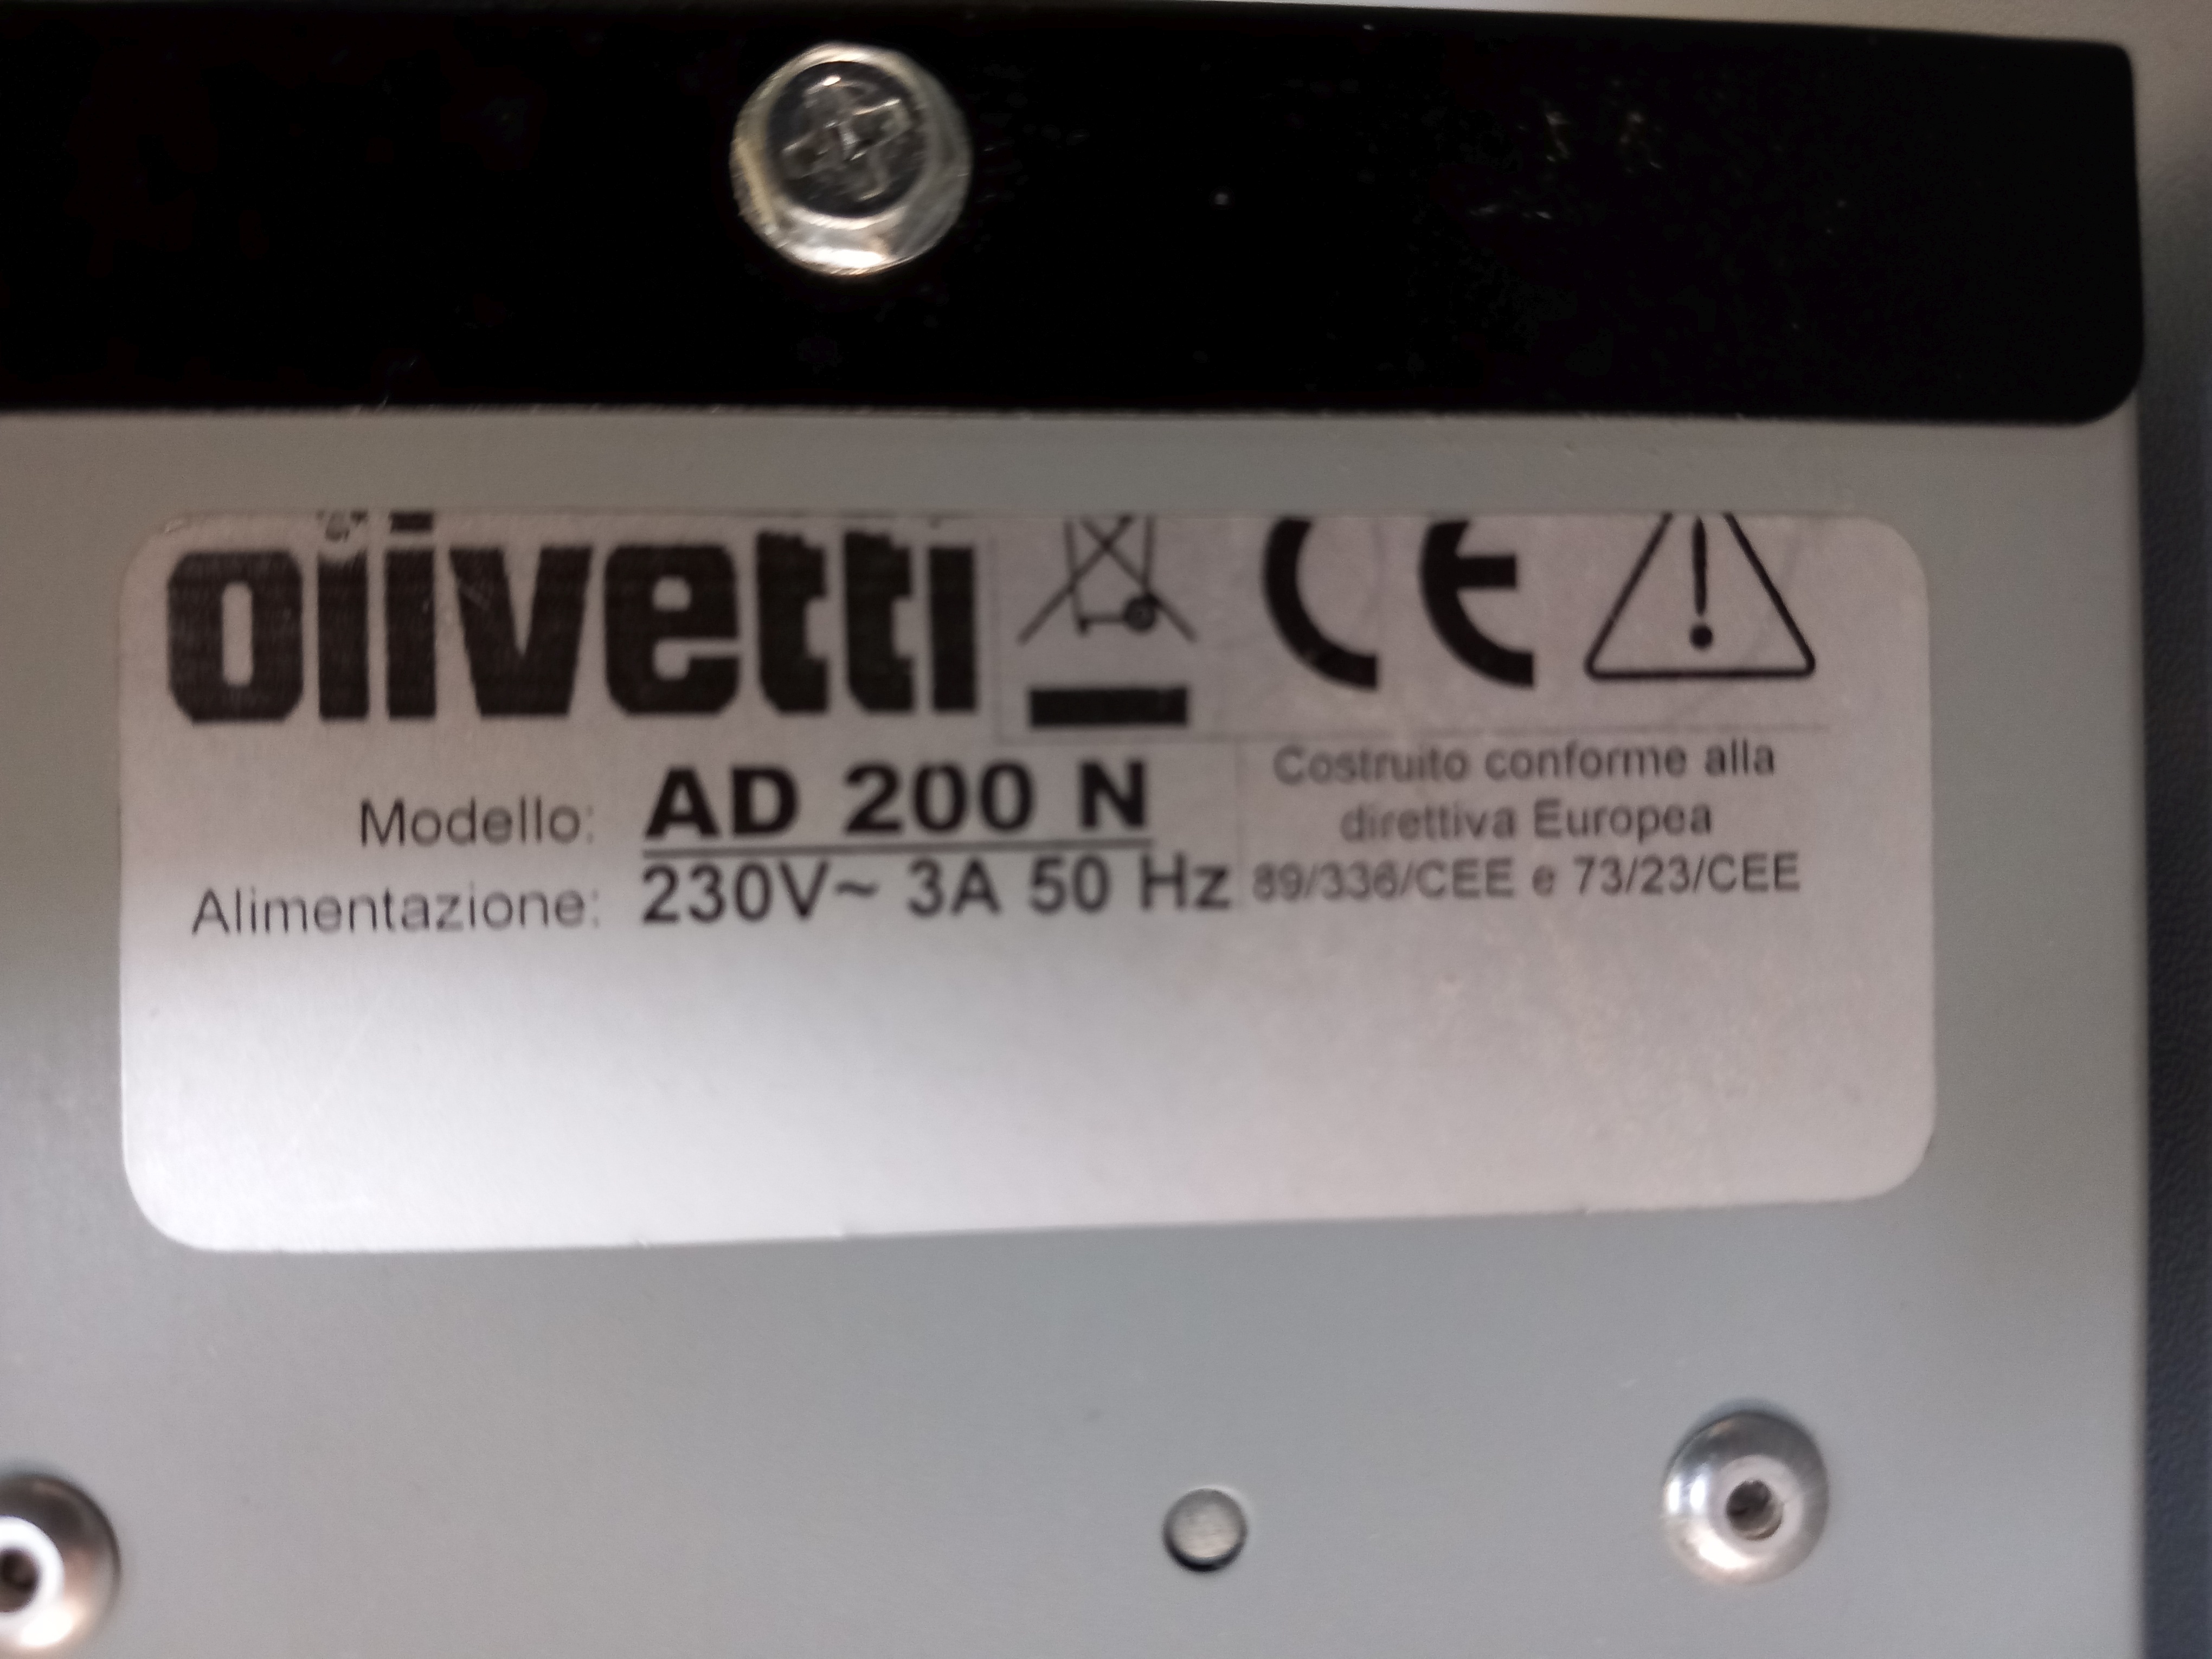 olivetti
CE
Modello: AD 200 N
Alimentazione: 230V~ 3A 50 Hz
Costruito conforme alla
direttiva Europea
89/336/CEE e 73/23/CEE